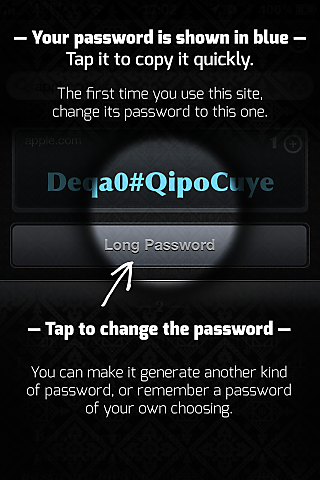 — Your password is shown in blue —
Tap it to copy it quickly.
The first time you use this site,
change its password to this one.
apple.com 1
Deqa0#QipoCuye
Long Password
— Tap to change the password —
You can make it generate another kind
of password, or remember a password
of your own choosing.